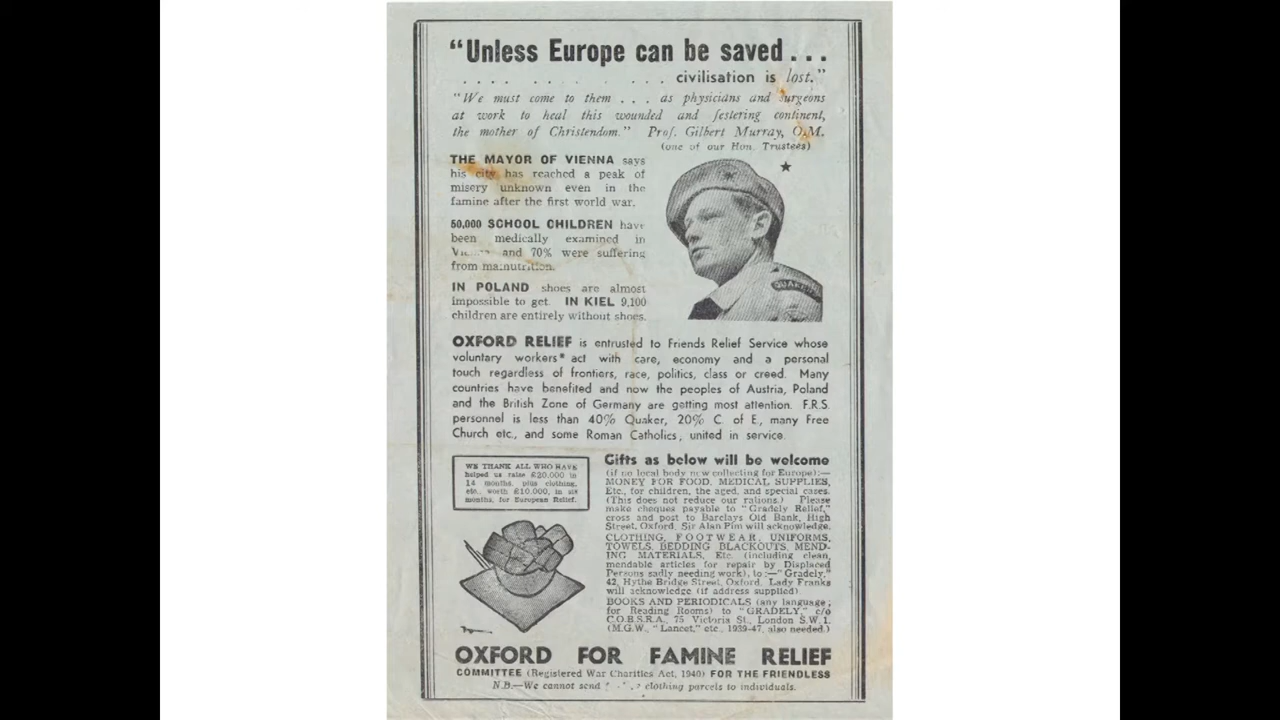 "Unless Europe can be saved . . .
. . . . . . . . . . . civilisation is lost."
"We must come to them . . . as physicians and surgeons
at work to heal this wounded and festering continent,
the mother of Christendom." Prof. Gilbert Murray, O.M.
(one of our Hon. Trustees)
THE MAYOR OF VIENNA says
his city has reached a peak of
misery unknown even in the
famine after the first world war.
50,000 SCHOOL CHILDREN have
been medically examined in
and 70% were suffering
from malnutrition.
IN POLAND shoes are almost
impossible to get. IN KIEL 9,100
children are entirely without shoes.
QUAKER
OXFORD RELIEF is entrusted to Friends Relief Service whose
voluntary workers* act with care, economy and a personal
touch regardless of frontiers, race, politics, class or creed. Many
countries have benefited and now the peoples of Austria, Poland
and the British Zone of Germany are getting most attention. F.R.S.
personnel is less than 40% Quaker, 20% C. of E., many Free
Church etc., and some Roman Catholics, united in service.
WE THANK ALL WHO HAVE
helped us raise £20,000 in
14 months, plus clothing,
etc., worth £10,000, in six
months, for European Relief.
Gifts as below will be welcome
(if no local body now collecting for Europe):—
MONEY FOR FOOD, MEDICAL SUPPLIES,
Etc., for children, the aged, and special cases.
(This does not reduce our rations.) Please
make cheques payable to "Gradely Relief,"
cross and post to Barclays Old Bank, High
Street, Oxford. Sir Alan Pim will acknowledge.
CLOTHING, FOOTWEAR, UNIFORMS,
TOWELS, BEDDING BLACKOUTS, MEND-
ING MATERIALS, Etc. (including clean,
mendable articles for repair by Displaced
Persons sadly needing work), to:—"Gradely,"
42, Hythe Bridge Street, Oxford. Lady Franks
will acknowledge (if address supplied)
BOOKS AND PERIODICALS (any language;
for Reading Rooms) to "GRADELY," c/o
C.O.B.S.R.A., 75 Victoria St., London S.W.1.
(M.G.W., "Lancet," etc., 1939-47, also needed.)
OXFORD FOR FAMINE RELIEF
COMMITTEE (Registered War Charities Act, 1940) FOR THE FRIENDLESS
N.B.—We cannot send clothing parcels to individuals.